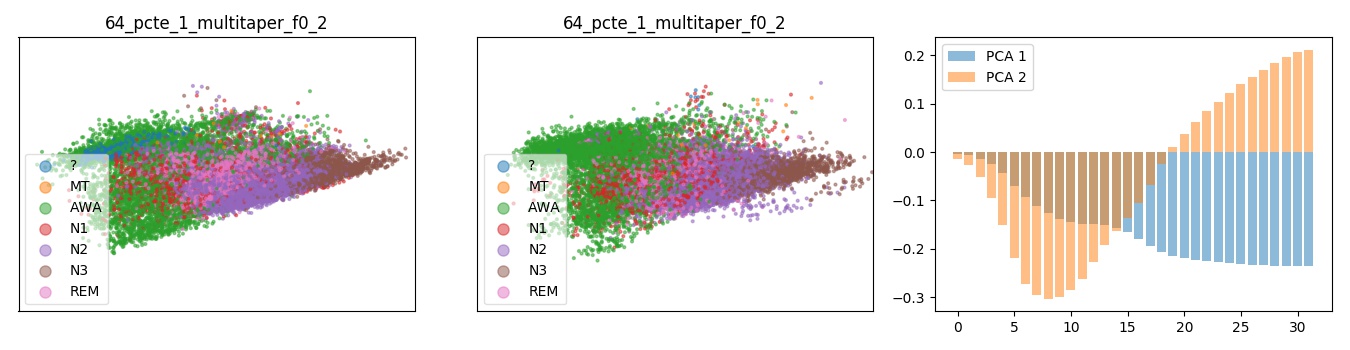 64_pcte_1_multitaper_f0_2
?
MT
AWA
N1
N2
N3
REM
64_pcte_1_multitaper_f0_2
?
MT
AWA
N1
N2
N3
REM
PCA 1
PCA 2
0.2
0.1
0.0
−0.1
−0.2
−0.3
0 5 10 15 20 25 30